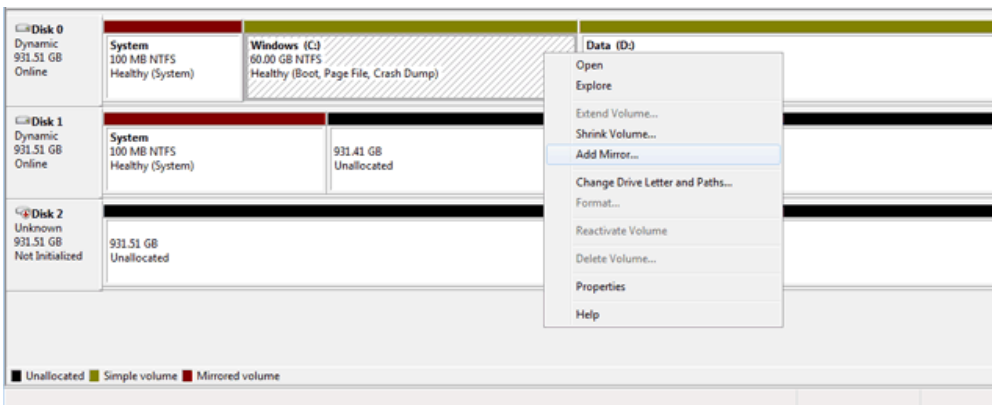 Disk 0
Dynamic
931.51 GB
Online
System
100 MB NTFS
Healthy (System)
Windows (C:)
60.00 GB NTFS
Healthy (Boot, Page File, Crash Dump)
Data (D:)
Disk 1
Dynamic
931.51 GB
Online
System
100 MB NTFS
Healthy (System)
931.41 GB
Unallocated
Disk 2
Unknown
931.51 GB
Not Initialized
931.51 GB
Unallocated
Open
Explore
Extend Volume...
Shrink Volume...
Add Mirror...
Change Drive Letter and Paths...
Format...
Reactivate Volume
Delete Volume...
Properties
Help
Unallocated Simple volume Mirrored volume